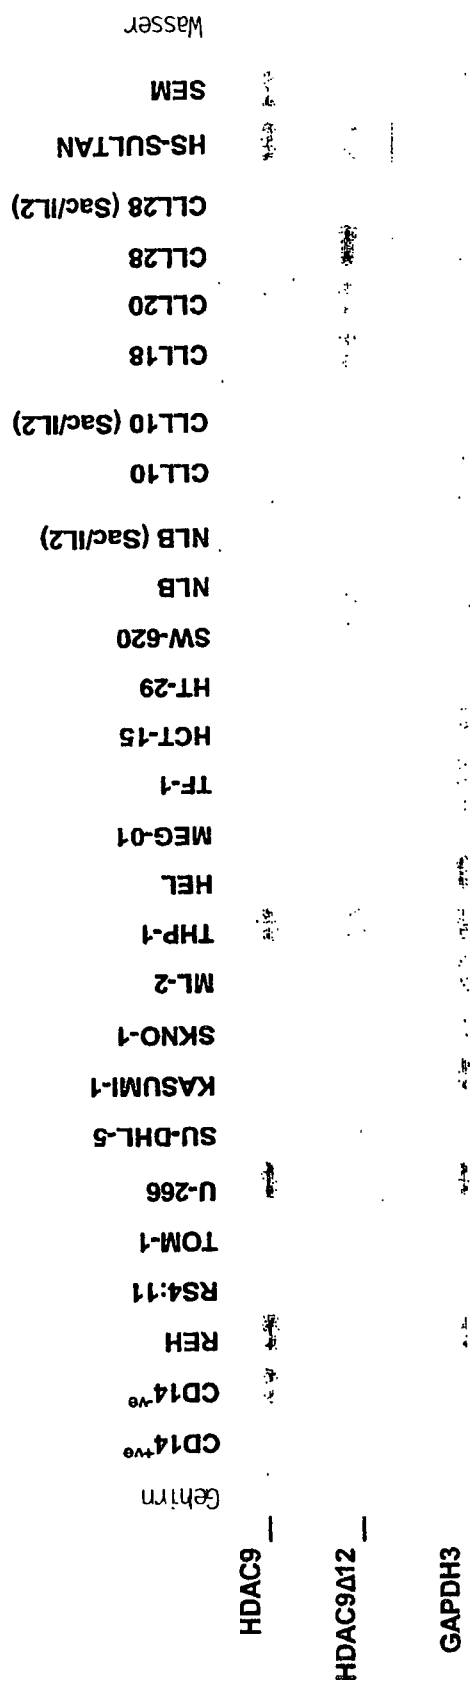 Wasser
SEM
HS-SULTAN
CLL28 (Sac/IL2)
CLL28
CLL20
CLL18
CLL10 (Sac/IL2)
CLL10
NLB (Sac/IL2)
NLB
SW-620
HT-29
HCT-15
TF-1
MEG-01
HEL
THP-1
ML-2
SKNO-1
KASUMI-1
SU-DHL-5
U-266
TOM-1
RS4:11
REH
CD14-ve
CD14+ve
Gehirn
HDAC9
HDAC9Δ12
GAPDH3